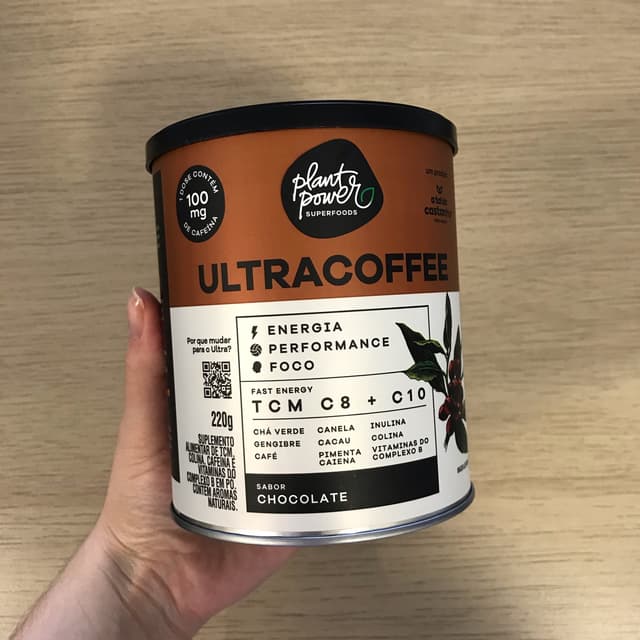 1 DOSE CONTÉM
100
mg
DE CAFEÍNA
plant
power
SUPERFOODS
um produto
atal da
castanha
ULTRACOFFEE
Por que mudar
para o Ultra?
220g
SUPLEMENTO
ALIMENTAR DE TCM,
COLINA, CAFEÍNA E
VITAMINAS DO
COMPLEXO B EM PÓ.
CONTÉM AROMAS
NATURAIS.
ENERGIA
PERFORMANCE
FOCO
FAST ENERGY
TCM C8 + C10
CHÁ VERDE
GENGIBRE
CAFÉ
CANELA
CACAU
PIMENTA
CAIENA
INULINA
COLINA
VITAMINAS DO
COMPLEXO B
SABOR
CHOCOLATE